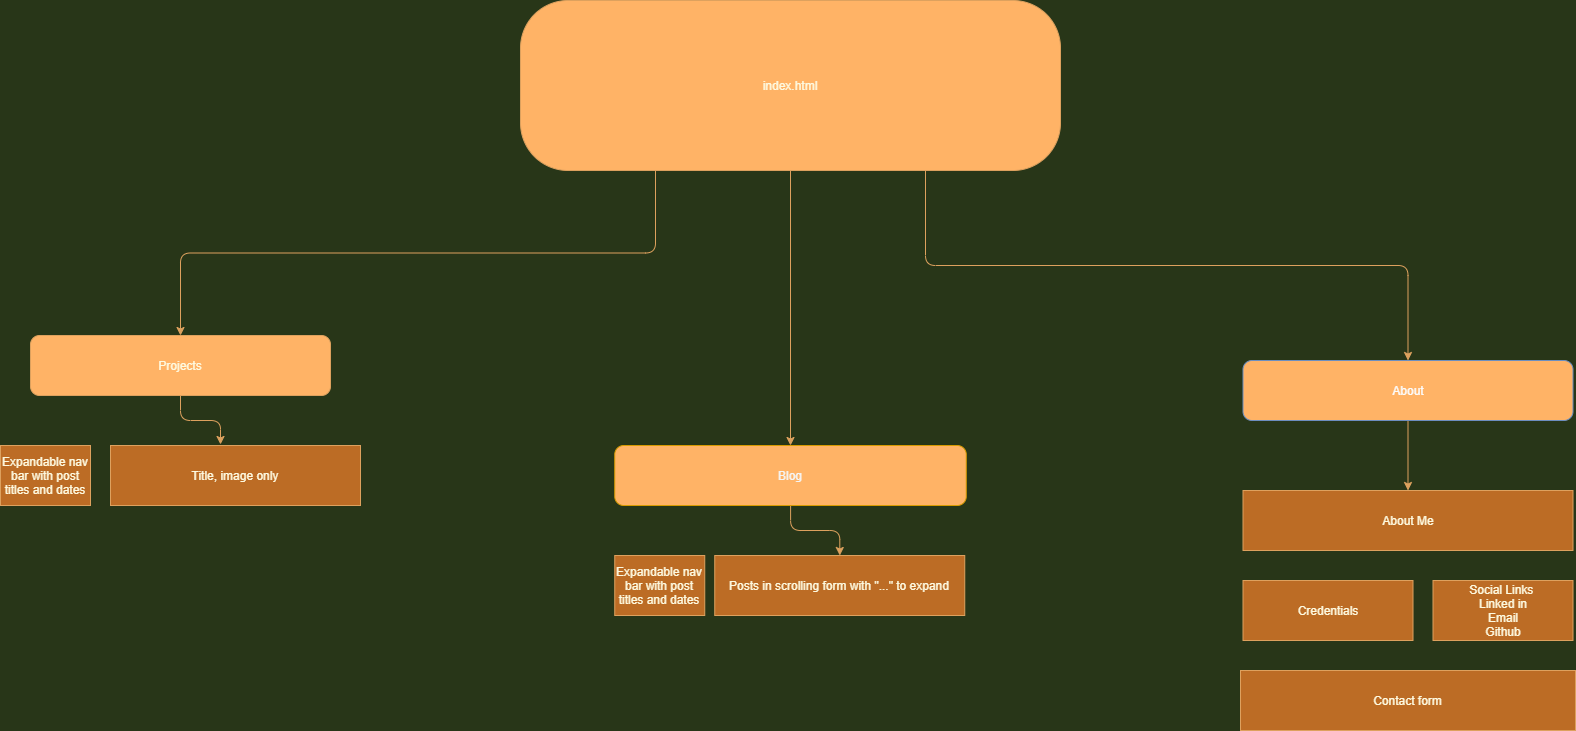 index.html
Projects
About
Expandable nav
bar with post
titles and dates
Title, image only
Blog
About Me
Expandable nav
bar with post
titles and dates
Posts in scrolling form with "..." to expand
Credentials
Social Links
Linked in
Email
Github
Contact form